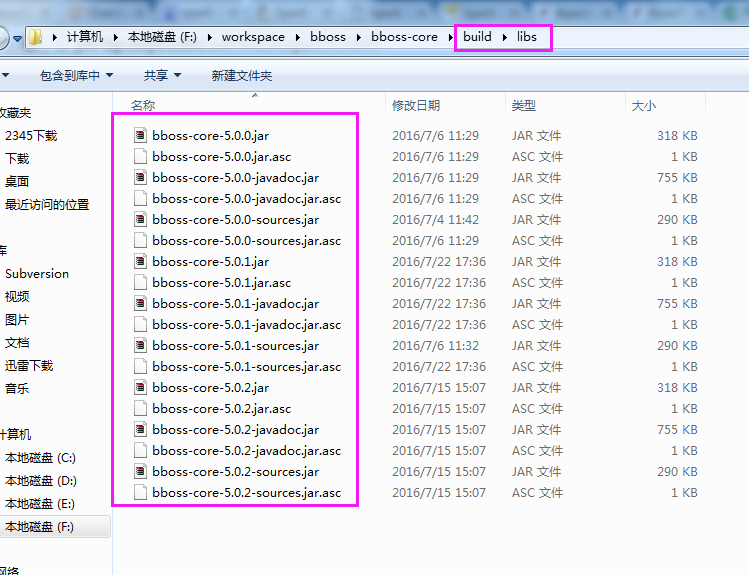 计算机 本地磁盘 (F:) workspace bboss bboss-core build libs
包含到库中 共享 新建文件夹
名称 修改日期 类型 大小
收藏夹
2345下载
下载
桌面
最近访问的位置
库
Subversion
视频
图片
文档
迅雷下载
音乐
计算机
本地磁盘 (C:)
本地磁盘 (D:)
本地磁盘 (E:)
本地磁盘 (F:)
网络
bboss-core-5.0.0.jar 2016/7/6 11:29 JAR 文件 318 KB
bboss-core-5.0.0.jar.asc 2016/7/6 11:29 ASC 文件 1 KB
bboss-core-5.0.0-javadoc.jar 2016/7/6 11:29 JAR 文件 755 KB
bboss-core-5.0.0-javadoc.jar.asc 2016/7/6 11:29 ASC 文件 1 KB
bboss-core-5.0.0-sources.jar 2016/7/4 11:42 JAR 文件 290 KB
bboss-core-5.0.0-sources.jar.asc 2016/7/6 11:29 ASC 文件 1 KB
bboss-core-5.0.1.jar 2016/7/22 17:36 JAR 文件 318 KB
bboss-core-5.0.1.jar.asc 2016/7/22 17:36 ASC 文件 1 KB
bboss-core-5.0.1-javadoc.jar 2016/7/22 17:36 JAR 文件 755 KB
bboss-core-5.0.1-javadoc.jar.asc 2016/7/22 17:36 ASC 文件 1 KB
bboss-core-5.0.1-sources.jar 2016/7/6 11:32 JAR 文件 290 KB
bboss-core-5.0.1-sources.jar.asc 2016/7/22 17:36 ASC 文件 1 KB
bboss-core-5.0.2.jar 2016/7/15 15:07 JAR 文件 318 KB
bboss-core-5.0.2.jar.asc 2016/7/15 15:07 ASC 文件 1 KB
bboss-core-5.0.2-javadoc.jar 2016/7/15 15:07 JAR 文件 755 KB
bboss-core-5.0.2-javadoc.jar.asc 2016/7/15 15:07 ASC 文件 1 KB
bboss-core-5.0.2-sources.jar 2016/7/15 15:07 JAR 文件 290 KB
bboss-core-5.0.2-sources.jar.asc 2016/7/15 15:07 ASC 文件 1 KB